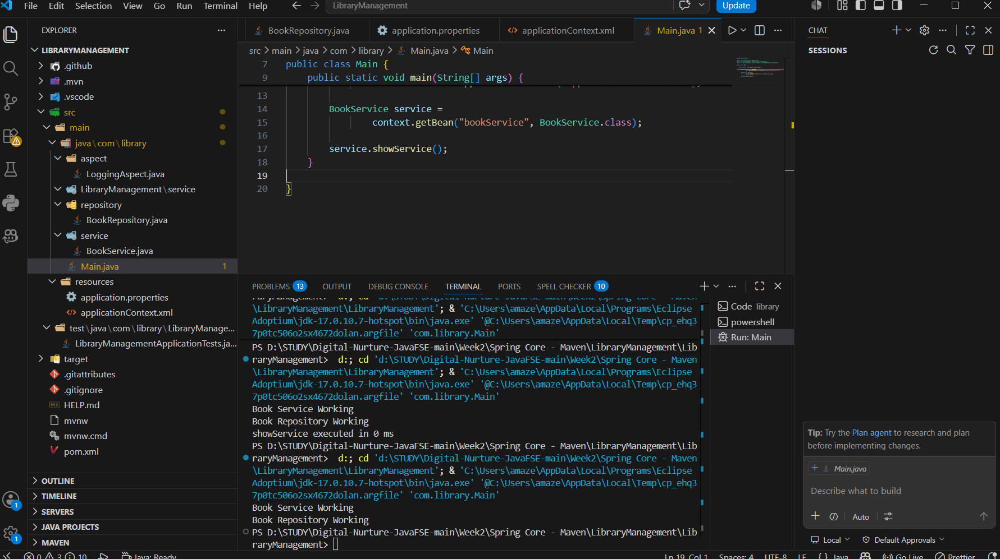 File Edit Selection View Go Run Terminal Help
LibraryManagement
Update
EXPLORER
LIBRARYMANAGEMENT
.github
.mvn
.vscode
src
main
java\com\library
aspect
LoggingAspect.java
LibraryManagement\service
repository
BookRepository.java
service
BookService.java
Main.java 1
resources
application.properties
applicationContext.xml
test\java\com\library\LibraryManage...
LibraryManagementApplicationTests.ja...
target
.gitattributes
.gitignore
HELP.md
mvnw
mvnw.cmd
pom.xml
OUTLINE
TIMELINE
SERVERS
JAVA PROJECTS
MAVEN
1
1
BookRepository.java
application.properties
applicationContext.xml
Main.java 1
src > main > java > com > library > Main.java > Main
7 public class Main {
9 public static void main(String[] args) {
13
14 BookService service =
15 context.getBean("bookService", BookService.class);
16
17 service.showService();
18 }
19
20 }
PROBLEMS 13 OUTPUT DEBUG CONSOLE TERMINAL PORTS SPELL CHECKER 10
\LibraryManagement\LibraryManagement'; & 'C:\Users\amaze\AppData\Local\Programs\Eclipse
Adoptium\jdk-17.0.10.7-hotspot\bin\java.exe' '@C:\Users\amaze\AppData\Local\Temp\cp_ehq3
7p0tc506o2sx4672dolan.argfile' 'com.library.Main'
PS D:\STUDY\Digital-Nurture-JavaFSE-main\Week2\Spring Core - Maven\LibraryManagement\Lib
raryManagement> d:; cd 'd:\STUDY\Digital-Nurture-JavaFSE-main\Week2\Spring Core - Maven
\LibraryManagement\LibraryManagement'; & 'C:\Users\amaze\AppData\Local\Programs\Eclipse
Adoptium\jdk-17.0.10.7-hotspot\bin\java.exe' '@C:\Users\amaze\AppData\Local\Temp\cp_ehq3
7p0tc506o2sx4672dolan.argfile' 'com.library.Main'
Book Service Working
Book Repository Working
showService executed in 0 ms
PS D:\STUDY\Digital-Nurture-JavaFSE-main\Week2\Spring Core - Maven\LibraryManagement\Lib
raryManagement> d:; cd 'd:\STUDY\Digital-Nurture-JavaFSE-main\Week2\Spring Core - Maven
\LibraryManagement\LibraryManagement'; & 'C:\Users\amaze\AppData\Local\Programs\Eclipse
Adoptium\jdk-17.0.10.7-hotspot\bin\java.exe' '@C:\Users\amaze\AppData\Local\Temp\cp_ehq3
7p0tc506o2sx4672dolan.argfile' 'com.library.Main'
Book Service Working
Book Repository Working
PS D:\STUDY\Digital-Nurture-JavaFSE-main\Week2\Spring Core - Maven\LibraryManagement\Lib
raryManagement>
Code library
powershell
Run: Main
CHAT
SESSIONS
Tip: Try the Plan agent to research and plan
before implementing changes.
Main.java
Describe what to build
Auto
Local Default Approvals
0 3 10 Java: Ready Ln 19, Col 1 Spaces: 4 UTF-8 LF {} Java Go Live Prettier